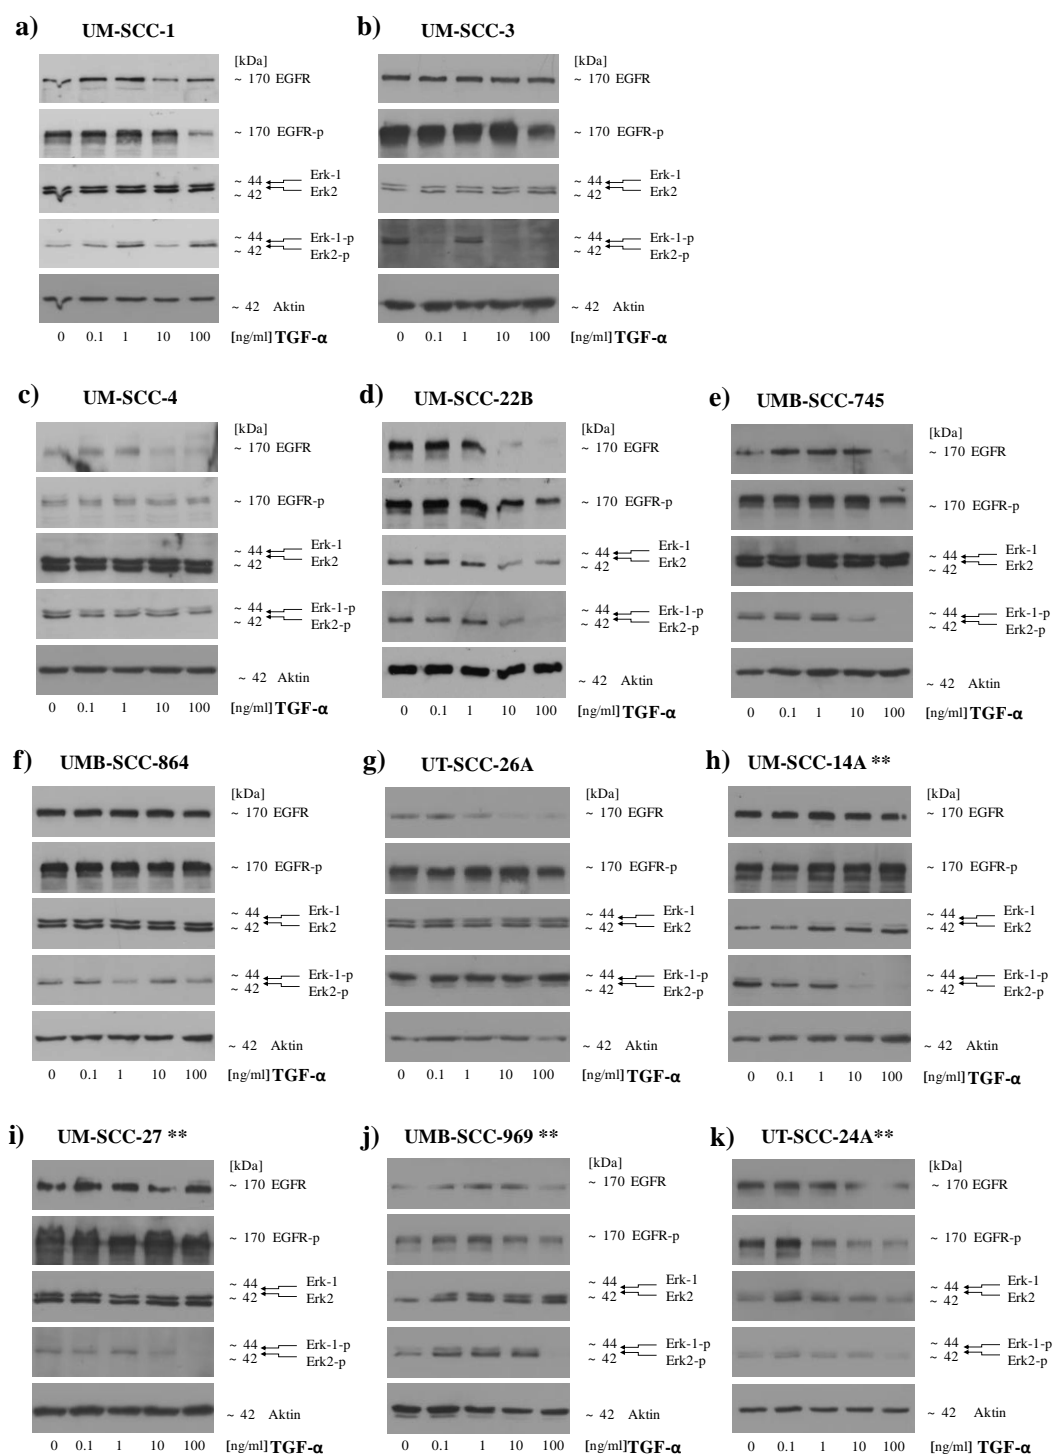 a) UM-SCC-1
[kDa]
~ 170 EGFR
~ 170 EGFR-p
~ 44 Erk-1
~ 42 Erk2
~ 44 Erk-1-p
~ 42 Erk2-p
~ 42 Aktin
0 0.1 1 10 100 [ng/ml] TGF-α
b) UM-SCC-3
[kDa]
~ 170 EGFR
~ 170 EGFR-p
~ 44 Erk-1
~ 42 Erk2
~ 44 Erk-1-p
~ 42 Erk2-p
~ 42 Aktin
0 0.1 1 10 100 [ng/ml] TGF-α
c) UM-SCC-4
[kDa]
~ 170 EGFR
~ 170 EGFR-p
~ 44 Erk-1
~ 42 Erk2
~ 44 Erk-1-p
~ 42 Erk2-p
~ 42 Aktin
0 0.1 1 10 100 [ng/ml] TGF-α
d) UM-SCC-22B
[kDa]
~ 170 EGFR
~ 170 EGFR-p
~ 44 Erk-1
~ 42 Erk2
~ 44 Erk-1-p
~ 42 Erk2-p
~ 42 Aktin
0 0.1 1 10 100 [ng/ml] TGF-α
e) UMB-SCC-745
[kDa]
~ 170 EGFR
~ 170 EGFR-p
~ 44 Erk-1
~ 42 Erk2
~ 44 Erk-1-p
~ 42 Erk2-p
~ 42 Aktin
0 0.1 1 10 100 [ng/ml] TGF-α
f) UMB-SCC-864
[kDa]
~ 170 EGFR
~ 170 EGFR-p
~ 44 Erk-1
~ 42 Erk2
~ 44 Erk-1-p
~ 42 Erk2-p
~ 42 Aktin
0 0.1 1 10 100 [ng/ml] TGF-α
g) UT-SCC-26A
[kDa]
~ 170 EGFR
~ 170 EGFR-p
~ 44 Erk-1
~ 42 Erk2
~ 44 Erk-1-p
~ 42 Erk2-p
~ 42 Aktin
0 0.1 1 10 100 [ng/ml] TGF-α
h) UM-SCC-14A **
[kDa]
~ 170 EGFR
~ 170 EGFR-p
~ 44 Erk-1
~ 42 Erk2
~ 44 Erk-1-p
~ 42 Erk2-p
~ 42 Aktin
0 0.1 1 10 100 [ng/ml] TGF-α
i) UM-SCC-27 **
[kDa]
~ 170 EGFR
~ 170 EGFR-p
~ 44 Erk-1
~ 42 Erk2
~ 44 Erk-1-p
~ 42 Erk2-p
~ 42 Aktin
0 0.1 1 10 100 [ng/ml] TGF-α
j) UMB-SCC-969 **
[kDa]
~ 170 EGFR
~ 170 EGFR-p
~ 44 Erk-1
~ 42 Erk2
~ 44 Erk-1-p
~ 42 Erk2-p
~ 42 Aktin
0 0.1 1 10 100 [ng/ml] TGF-α
k) UT-SCC-24A**
[kDa]
~ 170 EGFR
~ 170 EGFR-p
~ 44 Erk-1
~ 42 Erk2
~ 44 Erk-1-p
~ 42 Erk2-p
~ 42 Aktin
0 0.1 1 10 100 [ng/ml] TGF-α